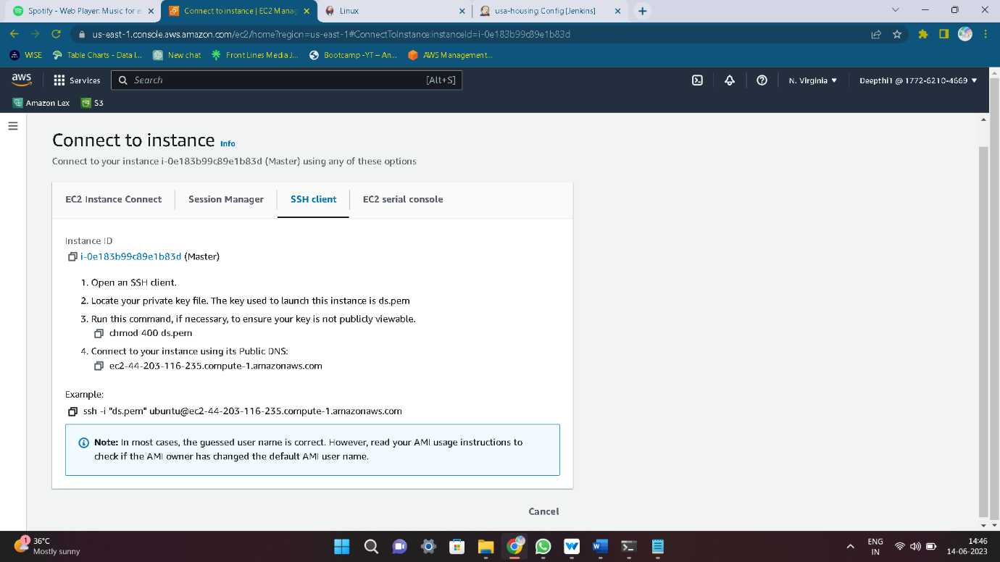 Spotify - Web Player: Music for e
Connect to instance | EC2 Manag
Linux
usa-housing Config [Jenkins]
us-east-1.console.aws.amazon.com/ec2/home?region=us-east-1#ConnectToInstance:instanceId=i-0e183b99c89e1b83d
WISE
Table Charts - Data I...
New chat
Front Lines Media J...
Bootcamp -YT – An...
AWS Management...
aws
Services
Search
[Alt+S]
N. Virginia
Deepthi1 @ 1772-6210-4669
Amazon Lex
S3
Connect to instance Info
Connect to your instance i-0e183b99c89e1b83d (Master) using any of these options
EC2 Instance Connect
Session Manager
SSH client
EC2 serial console
Instance ID
i-0e183b99c89e1b83d (Master)
1. Open an SSH client.
2. Locate your private key file. The key used to launch this instance is ds.pem
3. Run this command, if necessary, to ensure your key is not publicly viewable.
chmod 400 ds.pem
4. Connect to your instance using its Public DNS:
ec2-44-203-116-235.compute-1.amazonaws.com
Example:
ssh -i "ds.pem" ubuntu@ec2-44-203-116-235.compute-1.amazonaws.com
Note: In most cases, the guessed user name is correct. However, read your AMI usage instructions to
check if the AMI owner has changed the default AMI user name.
Cancel
1
36°C
Mostly sunny
ENG
IN
14:46
14-06-2023